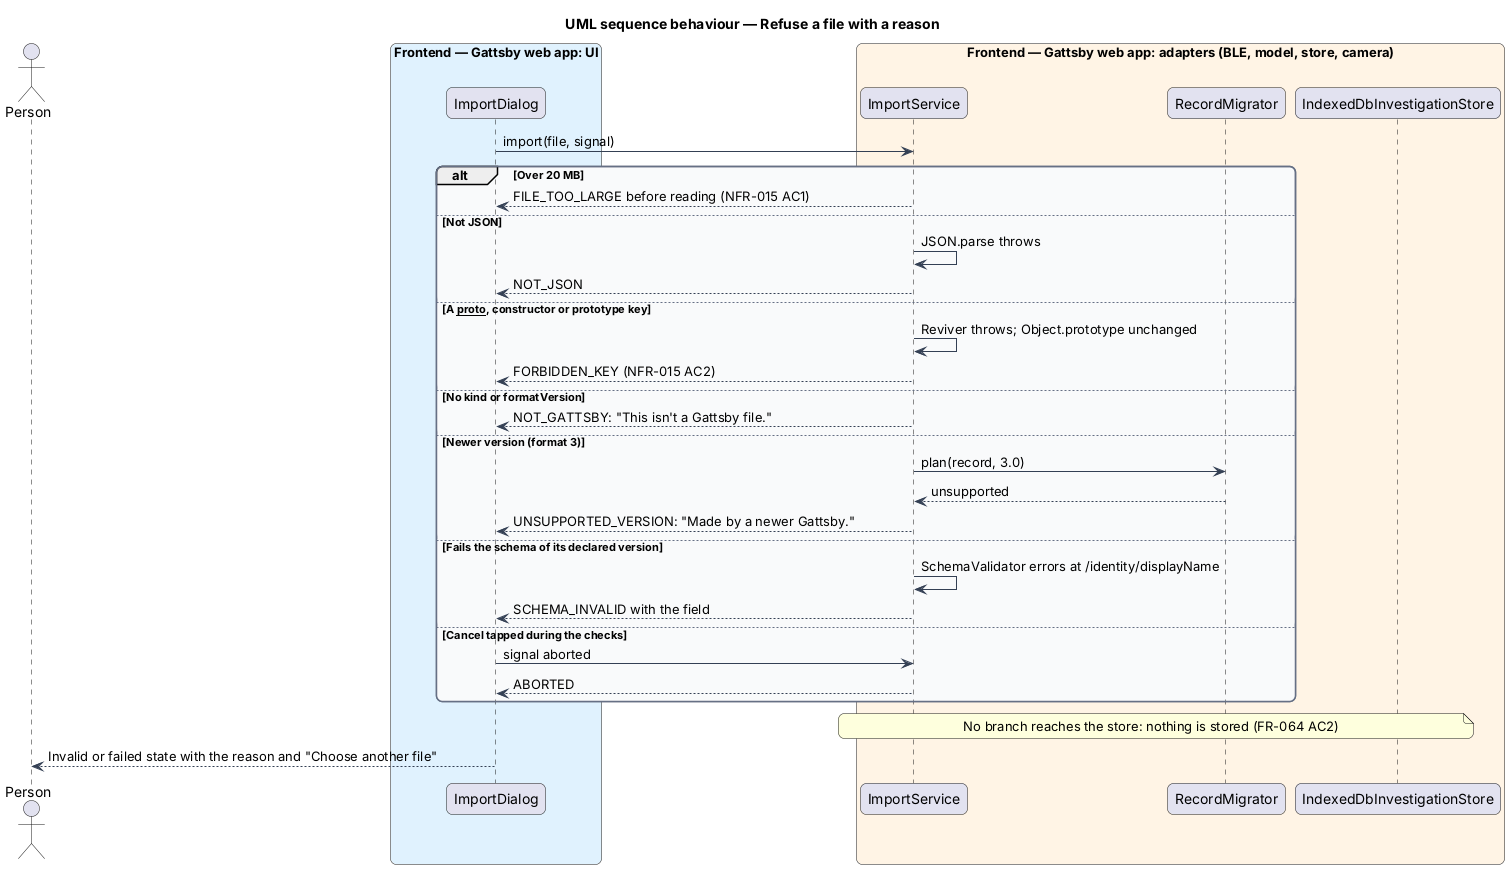 UML sequence behaviour — Refuse a file with a reason
Frontend — Gattsby web app: UI
Frontend — Gattsby web app: adapters (BLE, model, store, camera)
Person
ImportDialog
ImportService
RecordMigrator
IndexedDbInvestigationStore
import(file, signal)
alt
[Over 20 MB]
FILE_TOO_LARGE before reading (NFR-015 AC1)
[Not JSON]
JSON.parse throws
NOT_JSON
[A proto, constructor or prototype key]
Reviver throws; Object.prototype unchanged
FORBIDDEN_KEY (NFR-015 AC2)
[No kind or formatVersion]
NOT_GATTSBY: "This isn't a Gattsby file."
[Newer version (format 3)]
plan(record, 3.0)
unsupported
UNSUPPORTED_VERSION: "Made by a newer Gattsby."
[Fails the schema of its declared version]
SchemaValidator errors at /identity/displayName
SCHEMA_INVALID with the field
[Cancel tapped during the checks]
signal aborted
ABORTED
No branch reaches the store: nothing is stored (FR-064 AC2)
Invalid or failed state with the reason and "Choose another file"
Person
ImportDialog
ImportService
RecordMigrator
IndexedDbInvestigationStore